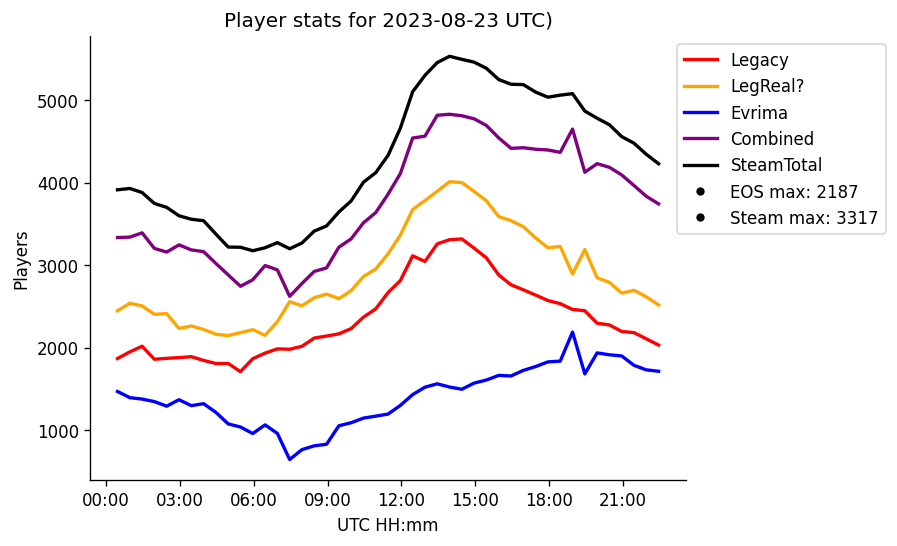 Player stats for 2023-08-23 UTC)
Legacy
LegReal?
Evrima
Combined
SteamTotal
EOS max: 2187
Steam max: 3317
Players
5000
4000
3000
2000
1000
00:00 03:00 06:00 09:00 12:00 15:00 18:00 21:00
UTC HH:mm